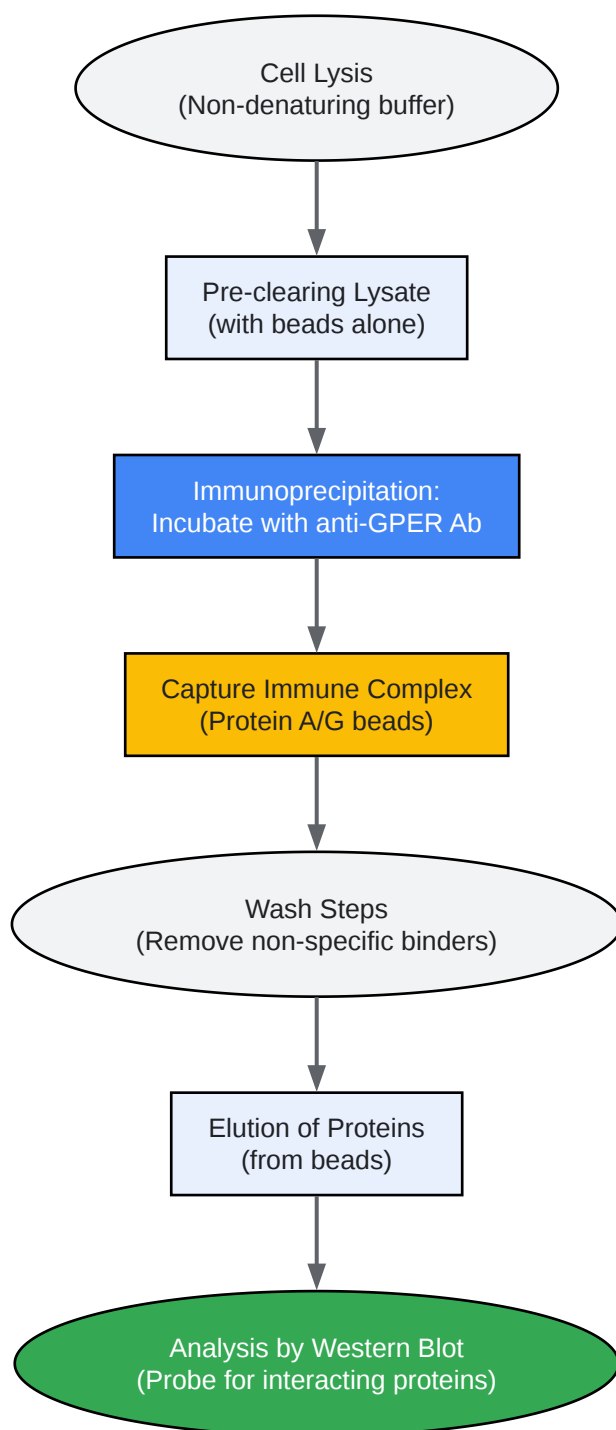 Cell Lysis
(Non-denaturing buffer)
Pre-clearing Lysate
(with beads alone)
Immunoprecipitation:
Incubate with anti-GPER Ab
Capture Immune Complex
(Protein A/G beads)
Wash Steps
(Remove non-specific binders)
Elution of Proteins
(from beads)
Analysis by Western Blot
(Probe for interacting proteins)